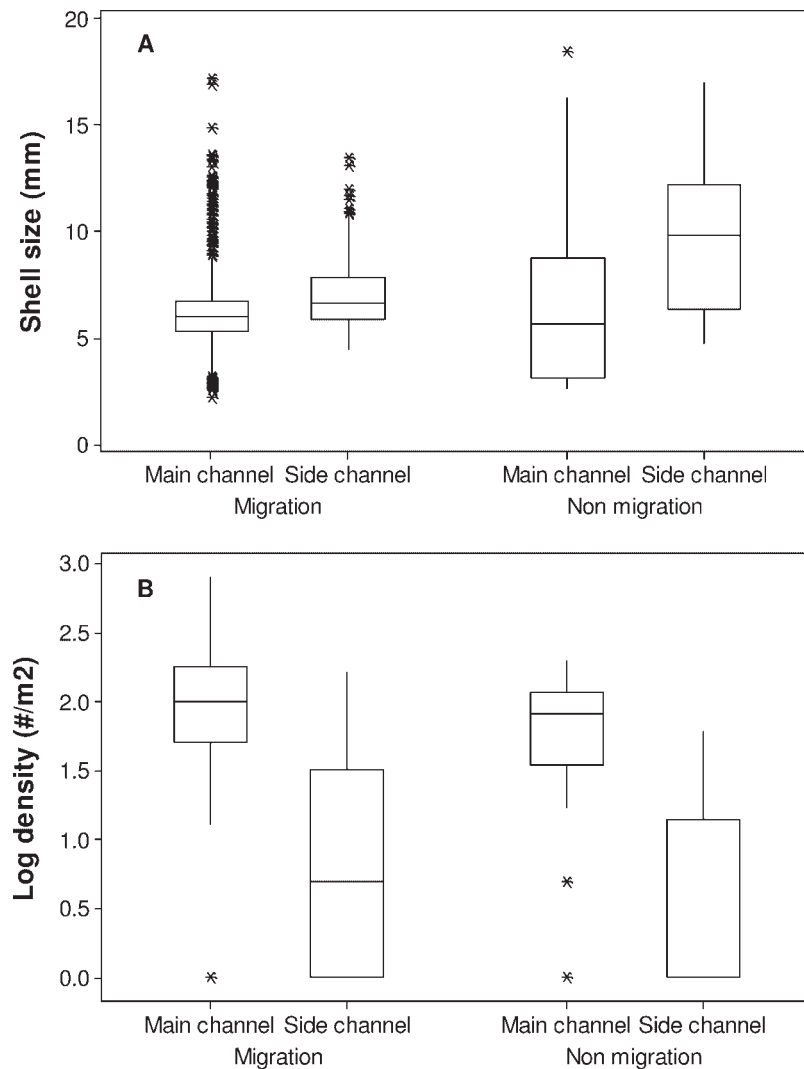 A
Shell size (mm)
20
15
10
5
0
Main channel Side channel Main channel Side channel
Migration Non migration
B
Log density (#/m2)
3.0
2.5
2.0
1.5
1.0
0.5
0.0
Main channel Side channel Main channel Side channel
Migration Non migration